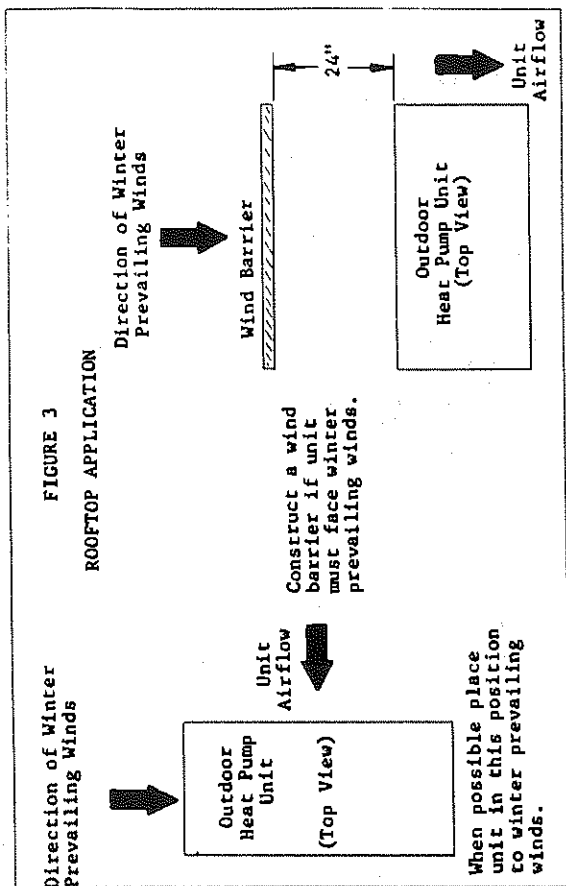 FIGURE 3
ROOFTOP APPLICATION
Direction of Winter
Prevailing Winds
Outdoor
Heat Pump
Unit
(Top View)
Unit
Airflow
When possible place
unit in this position
to winter prevailing
winds.
Construct a wind
barrier if unit
must face winter
prevailing winds.
Direction of Winter
Prevailing Winds
Wind Barrier
24"
Outdoor
Heat Pump Unit
(Top View)
Unit
Airflow